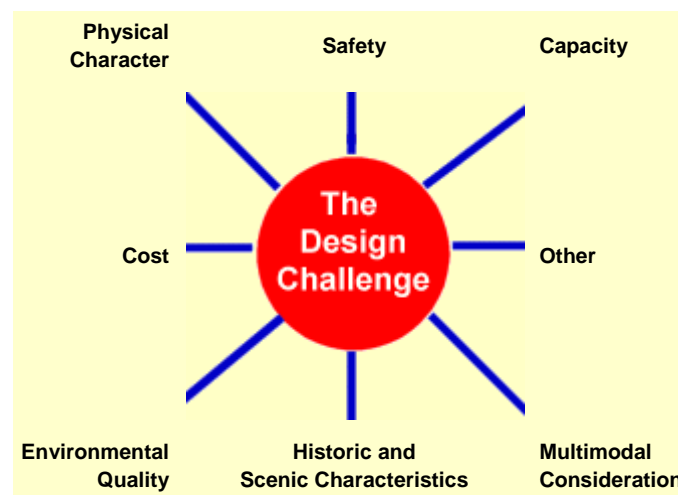 Physical
Character
Safety
Capacity
The
Design
Challenge
Cost
Other
Environmental
Quality
Historic and
Scenic Characteristics
Multimodal
Consideration